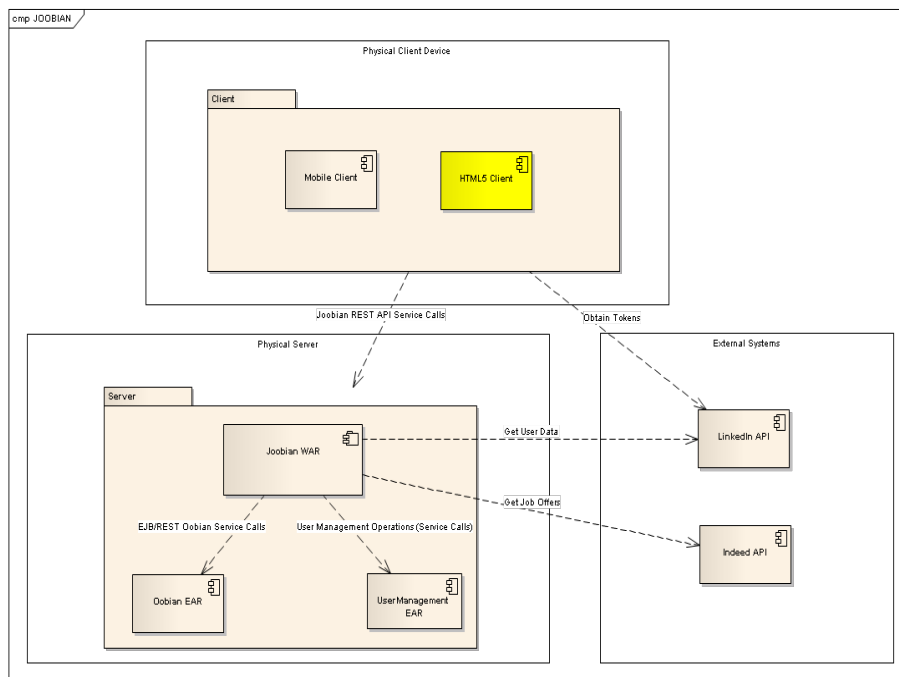 cmp JOOBIAN
Physical Client Device
Client
Mobile Client
HTML5 Client
Joobian REST API Service Calls
Obtain Tokens
Physical Server
External Systems
Server
Joobian WAR
Get User Data
LinkedIn API
Get Job Offers
EJB/REST Oobian Service Calls
User Management Operations (Service Calls)
Indeed API
Oobian EAR
UserManagement
EAR